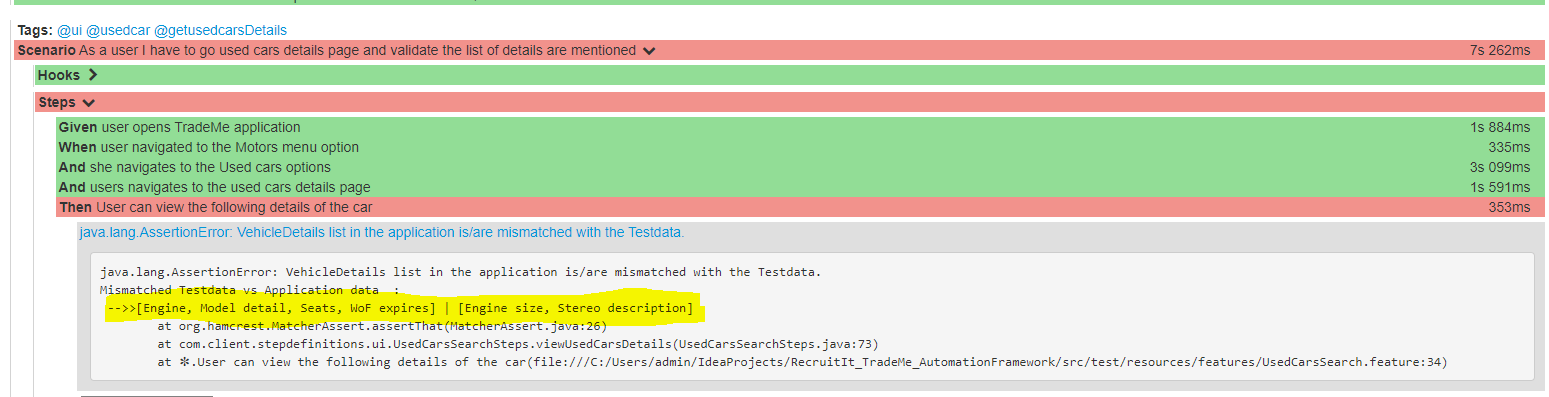 Tags: @ui @usedcar @getusedcarsDetails
Scenario As a user I have to go used cars details page and validate the list of details are mentioned 7s 262ms
Hooks
Steps
Given user opens TradeMe application 1s 884ms
When user navigated to the Motors menu option 335ms
And she navigates to the Used cars options 3s 099ms
And users navigates to the used cars details page 1s 591ms
Then User can view the following details of the car 353ms
java.lang.AssertionError: VehicleDetails list in the application is/are mismatched with the Testdata.
java.lang.AssertionError: VehicleDetails list in the application is/are mismatched with the Testdata.
Mismatched Testdata vs Application data :
-->>[Engine, Model detail, Seats, WoF expires] | [Engine size, Stereo description]
at org.hamcrest.MatcherAssert.assertThat(MatcherAssert.java:26)
at com.client.stepdefinitions.ui.UsedCarsSearchSteps.viewUsedCarsDetails(UsedCarsSearchSteps.java:73)
at ✽.User can view the following details of the car(file:///C:/Users/admin/IdeaProjects/RecruitIt_TradeMe_AutomationFramework/src/test/resources/features/UsedCarsSearch.feature:34)